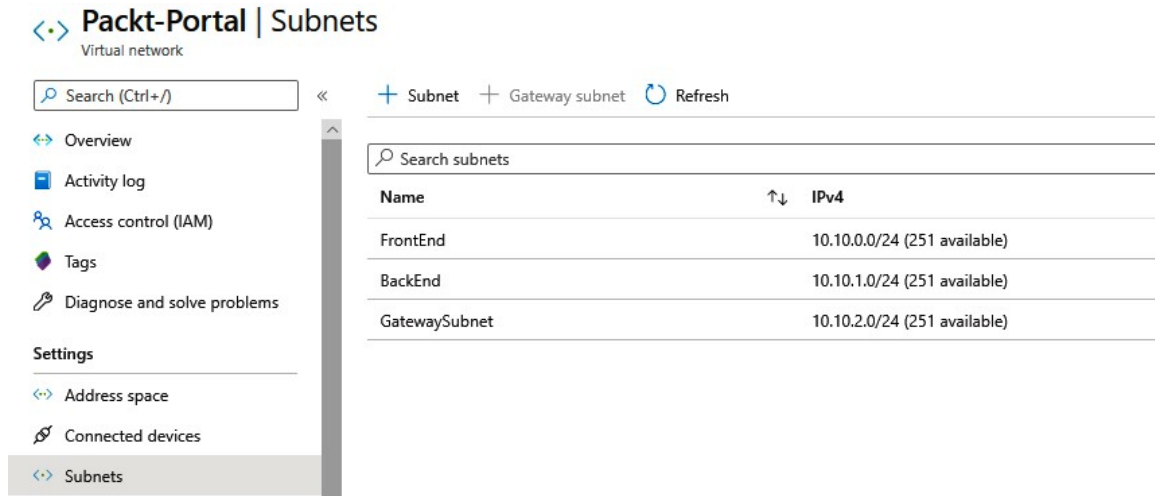 Packt-Portal | Subnets
Virtual network
Search (Ctrl+/)
«
Overview
Activity log
Access control (IAM)
Tags
Diagnose and solve problems
Settings
Address space
Connected devices
Subnets
+ Subnet + Gateway subnet Refresh
Search subnets
Name ↑↓ IPv4
FrontEnd 10.10.0.0/24 (251 available)
BackEnd 10.10.1.0/24 (251 available)
GatewaySubnet 10.10.2.0/24 (251 available)